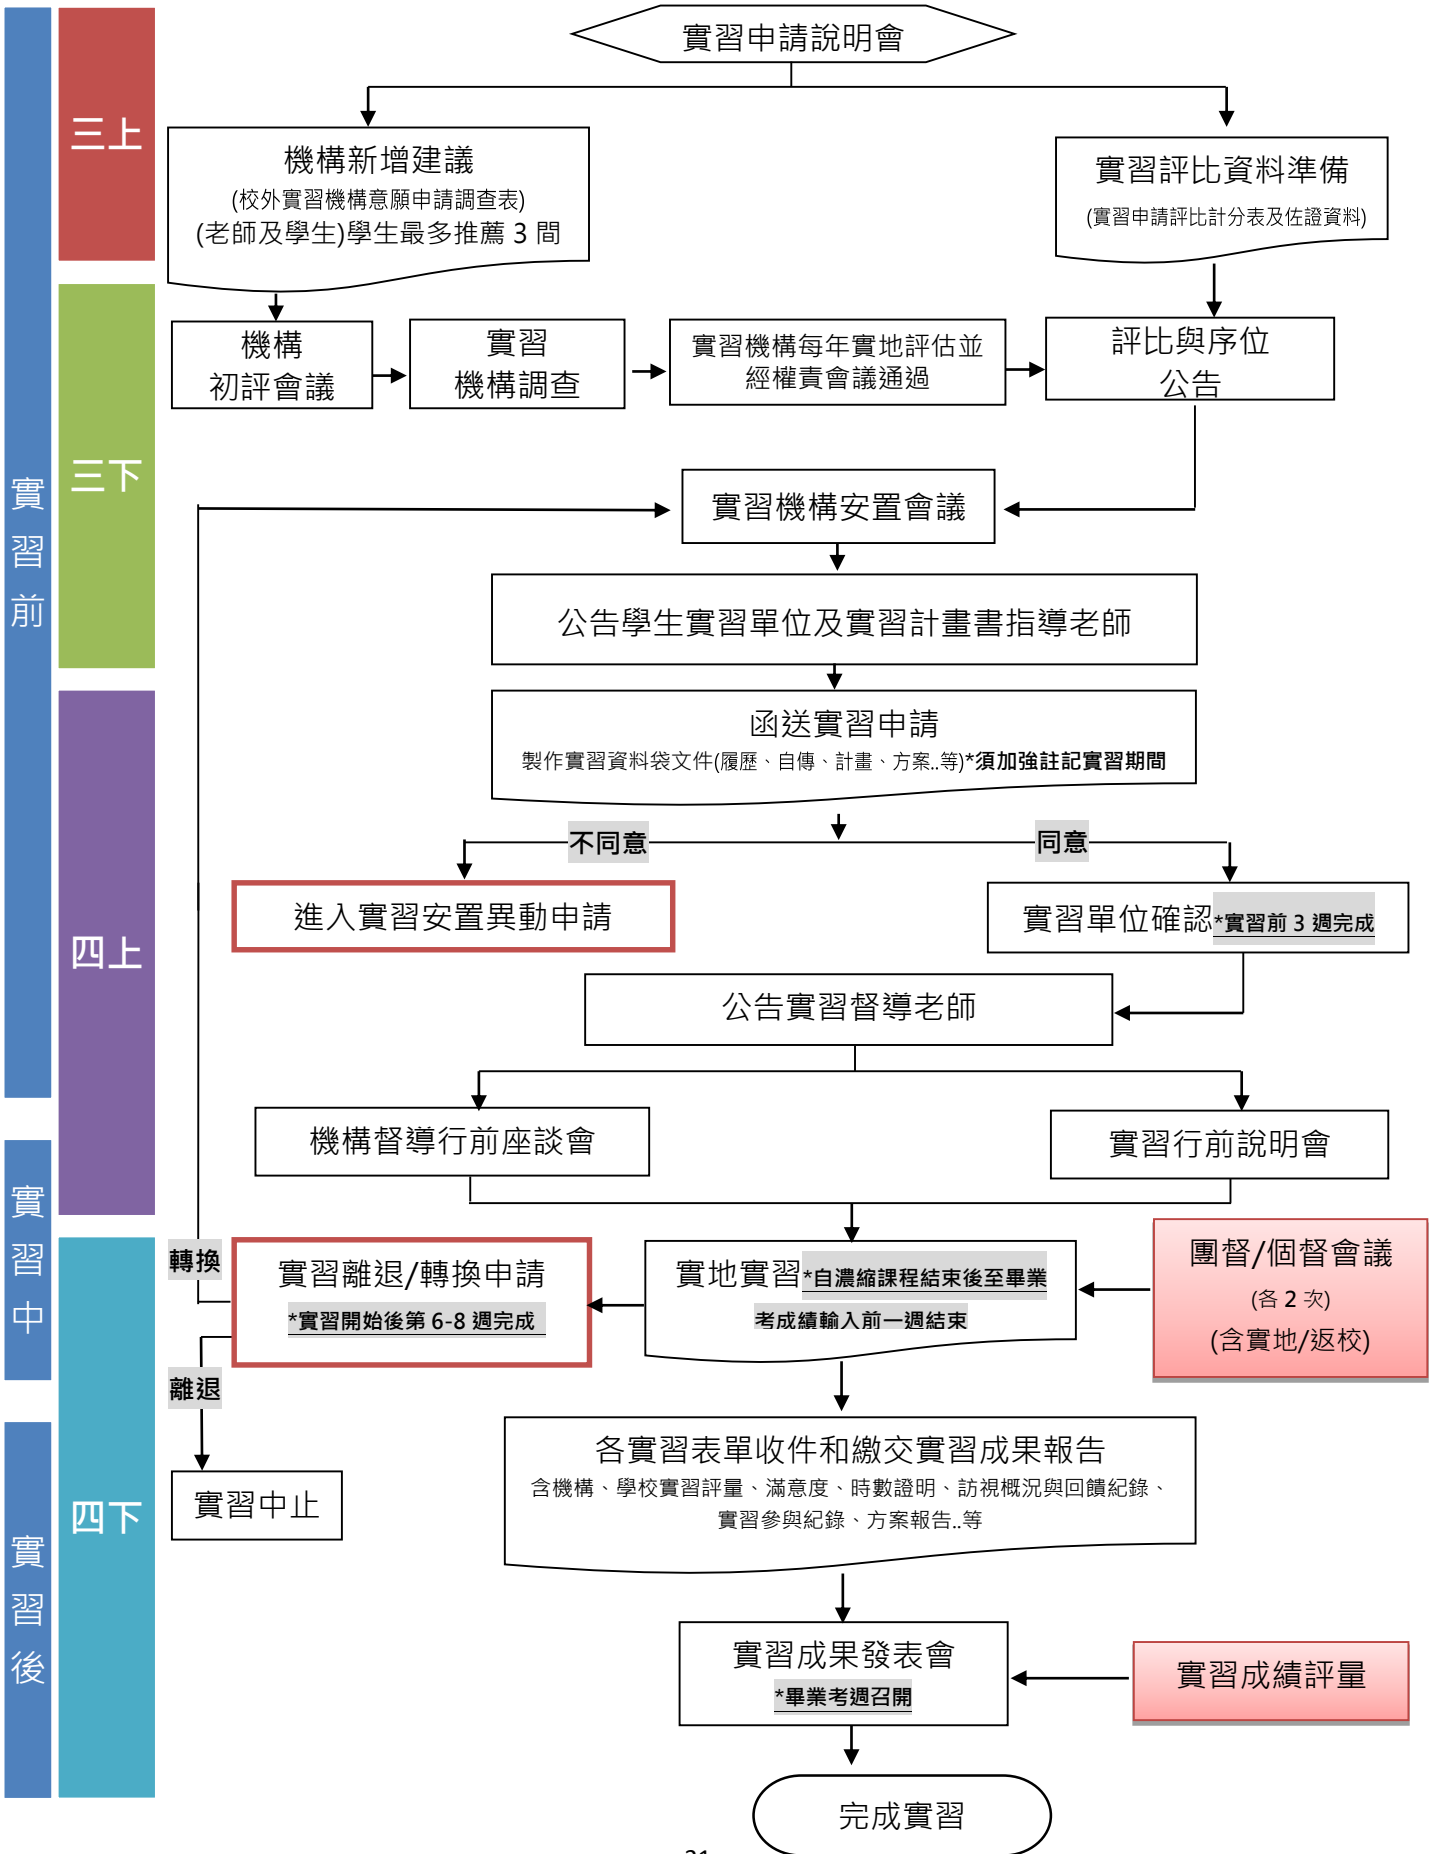 實習前
實習中
實習後
三上
三下
四上
四下
實習申請說明會
機構新增建議
(校外實習機構意願申請調查表)
(老師及學生)學生最多推薦 3 間
實習評比資料準備
(實習申請評比計分表及佐證資料)
機構
初評會議
實習
機構調查
實習機構每年實地評估並
經權責會議通過
評比與序位
公告
實習機構安置會議
公告學生實習單位及實習計畫書指導老師
函送實習申請
製作實習資料袋文件(履歷、自傳、計畫、方案..等)*須加強註記實習期間
不同意
同意
進入實習安置異動申請
實習單位確認*實習前 3 週完成
公告實習督導老師
機構督導行前座談會
實習行前說明會
轉換
實習離退/轉換申請
*實習開始後第 6-8 週完成
實地實習*自濃縮課程結束後至畢業
考成績輸入前一週結束
團督/個督會議
(各 2 次)
(含實地/返校)
離退
實習中止
各實習表單收件和繳交實習成果報告
含機構、學校實習評量、滿意度、時數證明、訪視概況與回饋紀錄、
實習參與紀錄、方案報告..等
實習成果發表會
*畢業考週召開
實習成績評量
完成實習